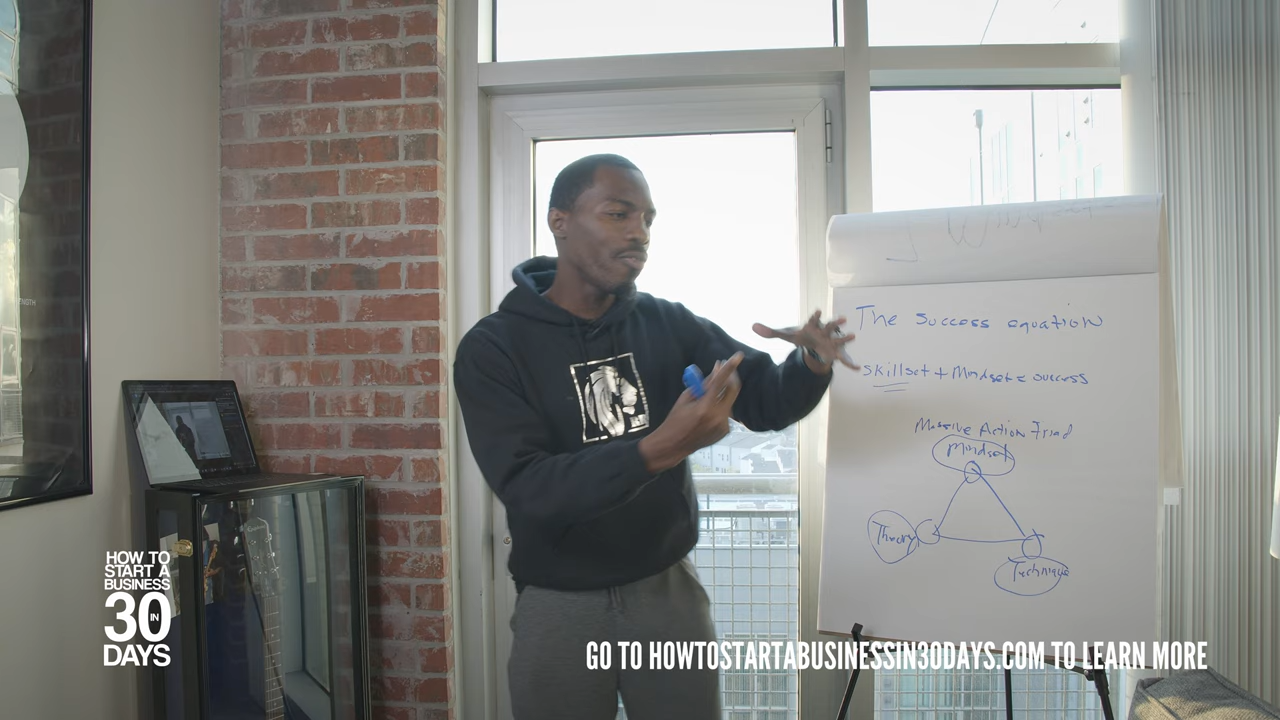 The Success equation
skillset + Mindset = success
Massive Action Triad
Mindset
Theory
Technique
HOW TO
START A
BUSINESS
30 IN
DAYS
GO TO HOWTOSTARTABUSINESSIN30DAYS.COM TO LEARN MORE